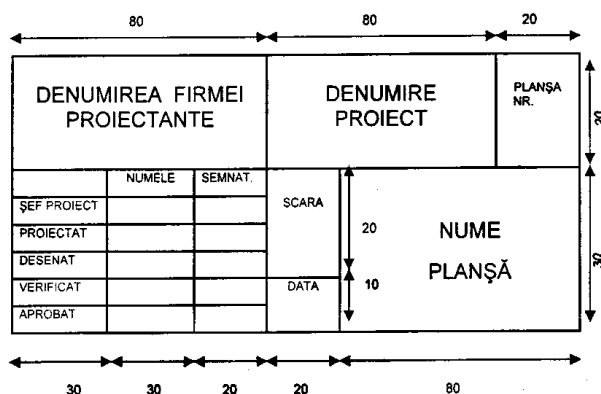 80 80 20
DENUMIREA FIRMEI
PROIECTANTE
DENUMIRE
PROIECT
PLANŞA
NR.
20
NUMELE SEMNAT.
ŞEF PROIECT
PROIECTAT
DESENAT
VERIFICAT
APROBAT
SCARA
20
DATA
10
NUME
PLANŞĂ
30
30 30 20 20 80